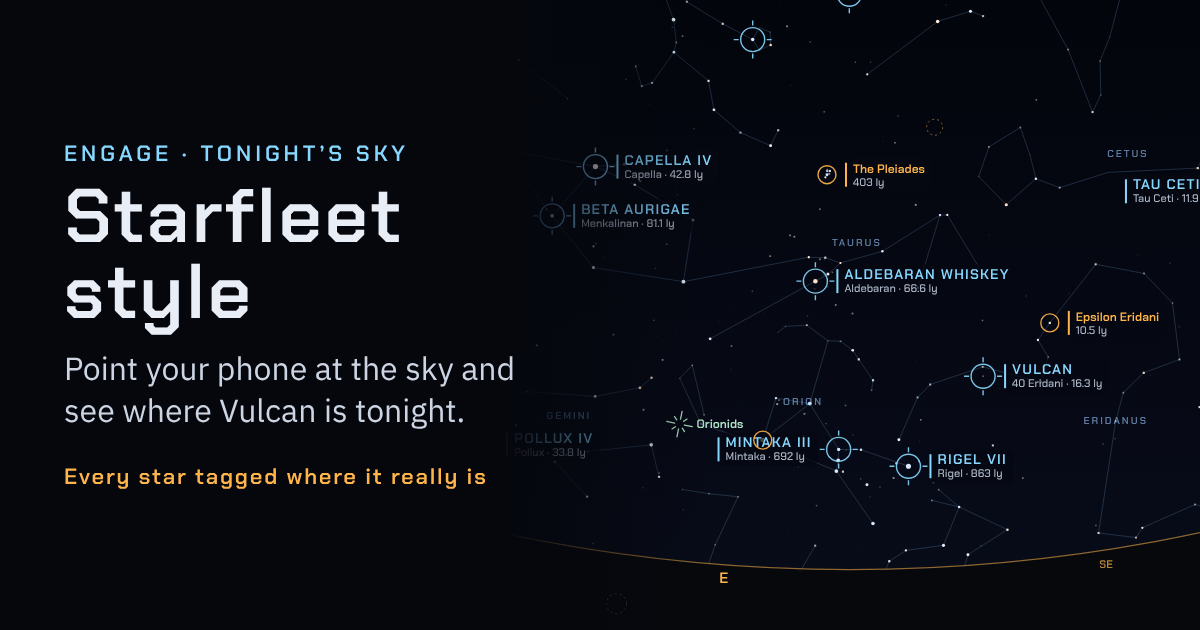 ENGAGE · TONIGHT’S SKY
Starfleet
style
Point your phone at the sky and
see where Vulcan is tonight.
Every star tagged where it really is
CAPELLA IV
Capella · 42.8 ly
The Pleiades
403 ly
CETUS
TAU CETI
Tau Ceti · 11.9
BETA AURIGAE
Menkalinan · 81.1 ly
TAURUS
ALDEBARAN WHISKEY
Aldebaran · 66.6 ly
Epsilon Eridani
10.5 ly
VULCAN
40 Eridani · 16.3 ly
ORION
GEMINI
Orionids
ERIDANUS
POLLUX IV
Pollux · 33.8 ly
MINTAKA III
Mintaka · 692 ly
RIGEL VII
Rigel · 863 ly
E
SE